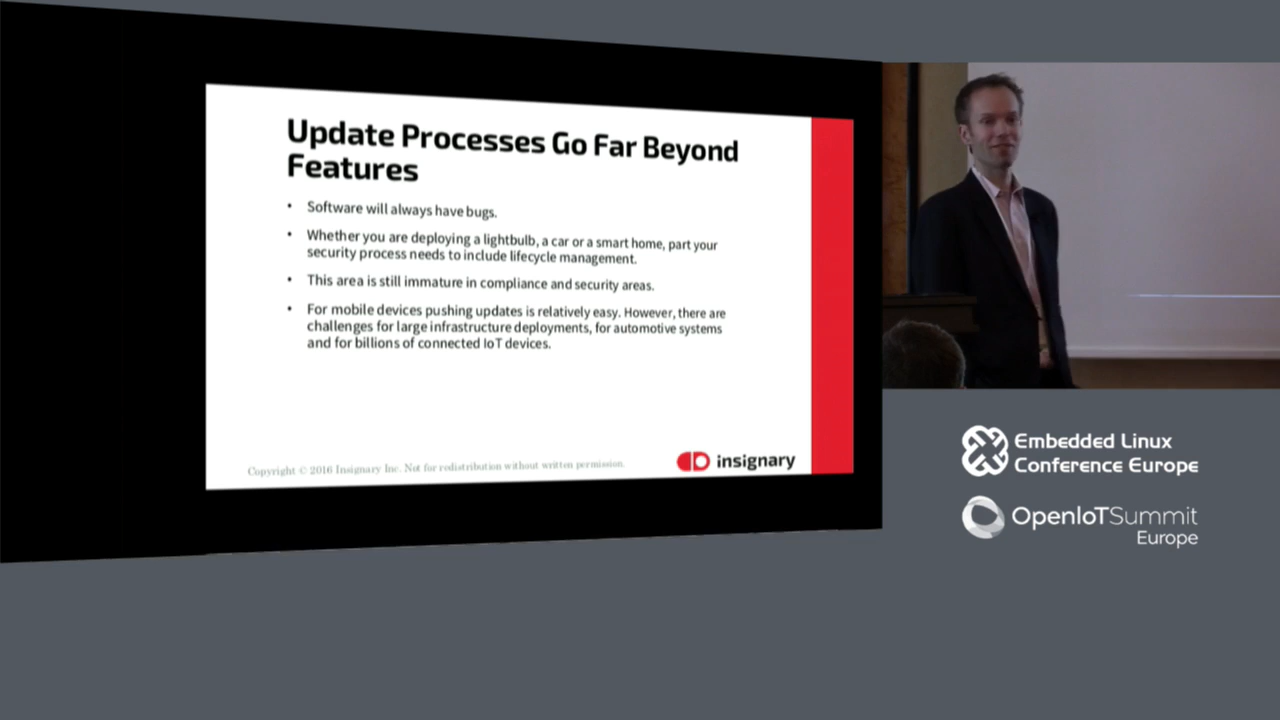 Update Processes Go Far Beyond
Features
• Software will always have bugs.
• Whether you are deploying a lightbulb, a car or a smart home, part your
security process needs to include lifecycle management.
• This area is still immature in compliance and security areas.
• For mobile devices pushing updates is relatively easy. However, there are
challenges for large infrastructure deployments, for automotive systems
and for billions of connected IoT devices.
Copyright © 2016 Insignary Inc. Not for redistribution without written permission.
insignary
Embedded Linux
Conference Europe
OpenIoTSummit
Europe